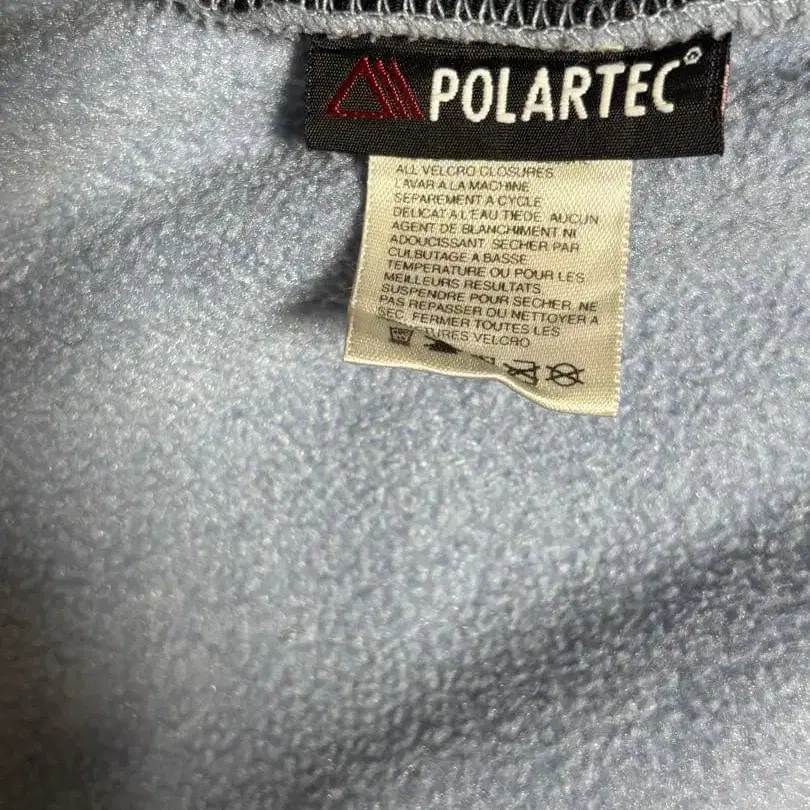 POLARTEC®
ALL VELCRO CLOSURES
LAVAR A LA MACHINE
SEPAREMENT A CYCLE
DELICAT A L'EAU TIEDE. AUCUN
AGENT DE BLANCHIMENT NI
ADOUCISSANT. SECHER PAR
CULBUTAGE A BASSE
TEMPERATURE OU POUR LES
MEILLEURS RESULTATS
SUSPENDRE POUR SECHER. NE
PAS REPASSER OU NETTOYER A
SEC. FERMER TOUTES LES
VELCRO